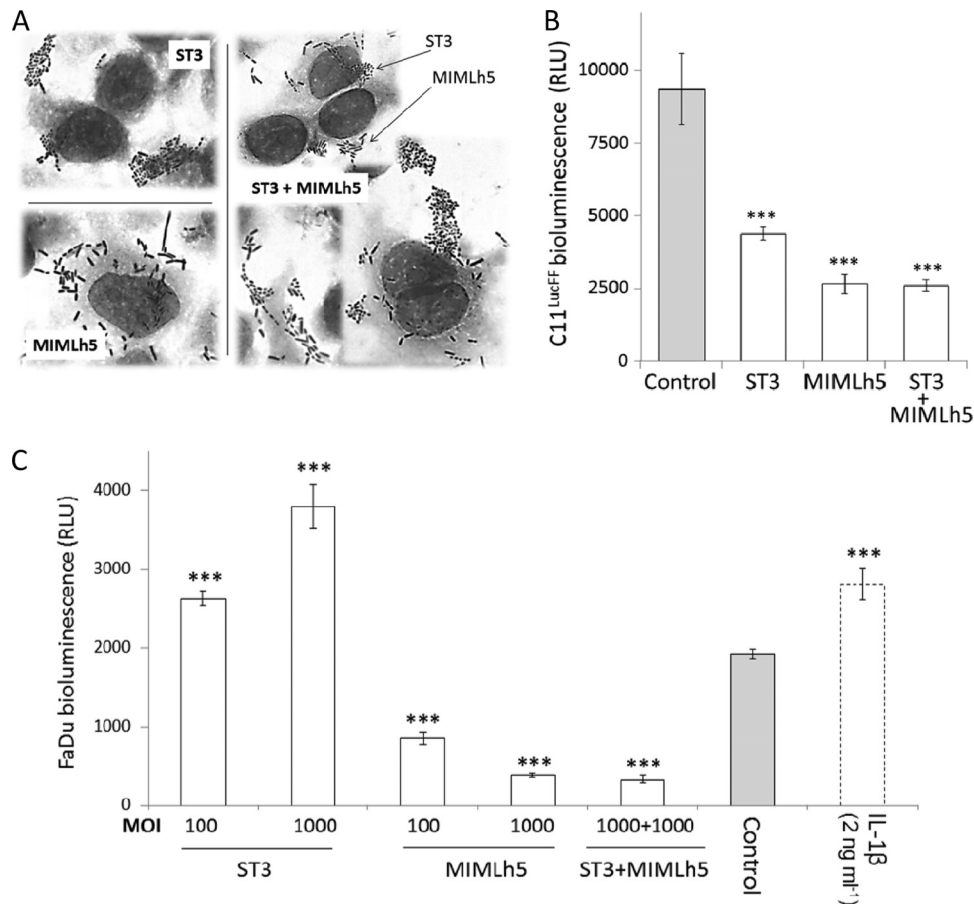 A
ST3
ST3
MIMLh5
ST3 + MIMLh5
MIMLh5
B
C11LucFF bioluminescence (RLU)
10000
7500
5000
2500
0
***
***
***
Control
ST3
MIMLh5
ST3
+
MIMLh5
C
FaDu bioluminescence (RLU)
4000
3000
2000
1000
0
***
***
***
***
***
***
MOI 100 1000 100 1000 1000+1000
ST3 MIMLh5 ST3+MIMLh5
Control
IL-1β
(2 ng ml-1)